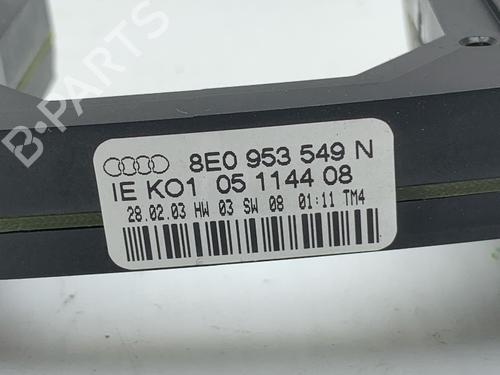 B-PARTS
8E0 953 549 N
IE KO1 05 1144 08
28.02.03 HW 03 SW 08 01:11 TM4